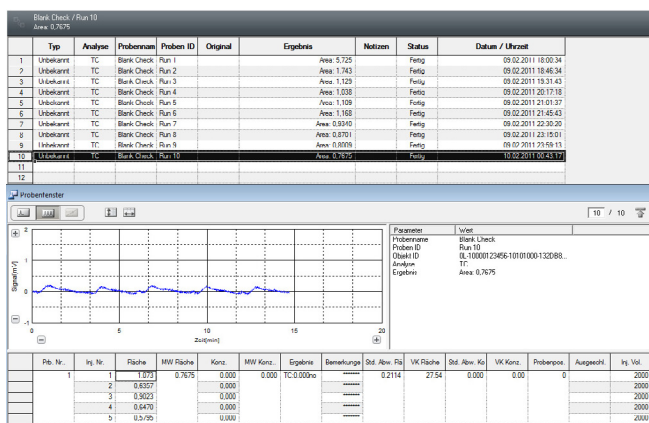 Blank Check / Run 10
Area: 0,7675
Typ Analyse Probennam Proben ID Original Ergebnis Notizen Status Datum / Uhrzeit
1 Unbekannt TC Blank Check Run 1 Area: 5,725 Fertig 09.02.2011 18:00:34
2 Unbekannt TC Blank Check Run 2 Area: 1,743 Fertig 09.02.2011 18:46:34
3 Unbekannt TC Blank Check Run 3 Area: 1,129 Fertig 09.02.2011 19:31:43
4 Unbekannt TC Blank Check Run 4 Area: 1,038 Fertig 09.02.2011 20:17:18
5 Unbekannt TC Blank Check Run 5 Area: 1,109 Fertig 09.02.2011 21:01:37
6 Unbekannt TC Blank Check Run 6 Area: 1,168 Fertig 09.02.2011 21:45:43
7 Unbekannt TC Blank Check Run 7 Area: 0,9340 Fertig 09.02.2011 22:30:20
8 Unbekannt TC Blank Check Run 8 Area: 0,8701 Fertig 09.02.2011 23:15:01
9 Unbekannt TC Blank Check Run 9 Area: 0,8009 Fertig 09.02.2011 23:59:13
10 Unbekannt TC Blank Check Run 10 Area: 0,7675 Fertig 10.02.2011 00:43:17
11
12
Probenfenster
10 / 10
Parameter Wert
Probenname Blank Check
Proben ID Run 10
Objekt ID 0L-10000123456-10101000-132DB8...
Analyse TC
Ergebnis Area: 0,7675
Signal[mV]
2
1
0
-1
0 5 10 15 20
Zeit[min]
Prb. Nr.. Inj. Nr. Fläche MW Fläche Konz. MW Konz.. Ergebnis Bemerkunge Std. Abw. Flä VK Fläche Std. Abw. Ko VK Konz. Probenpos. Ausgeschl. Inj. Vol.
1 1 1.073 0.7675 0.000 0.000 TC:0.000no ******* 0.2114 27.54 0.000 0.00 0 2000
2 0,6357 0,000 ******* 2000
3 0,9023 0,000 ******* 2000
4 0,6470 0,000 ******* 2000
5 0,5795 0,000 ******* 2000